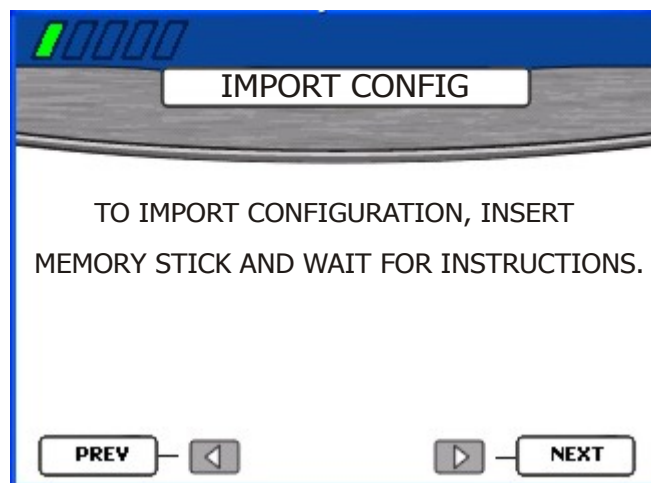 IMPORT CONFIG
TO IMPORT CONFIGURATION, INSERT
MEMORY STICK AND WAIT FOR INSTRUCTIONS.
PREV
NEXT